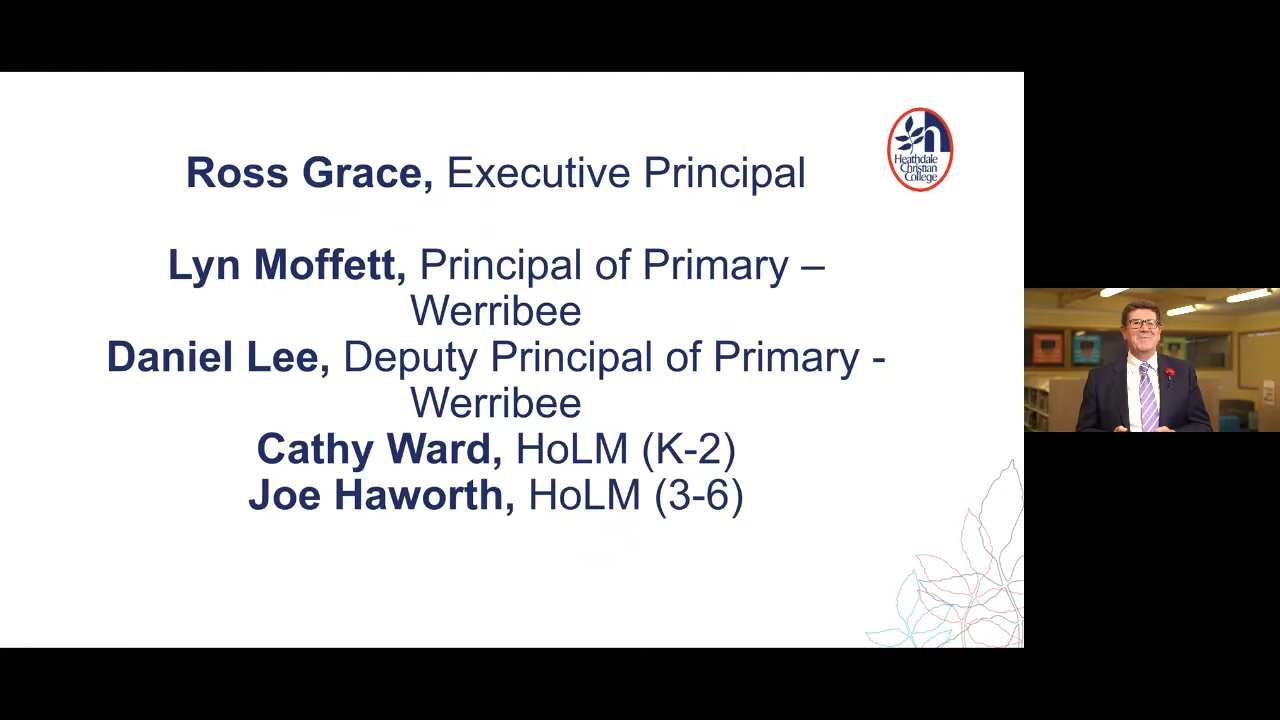 Heathdale
Christian
College
Ross Grace, Executive Principal
Lyn Moffett, Principal of Primary –
Werribee
Daniel Lee, Deputy Principal of Primary -
Werribee
Cathy Ward, HoLM (K-2)
Joe Haworth, HoLM (3-6)